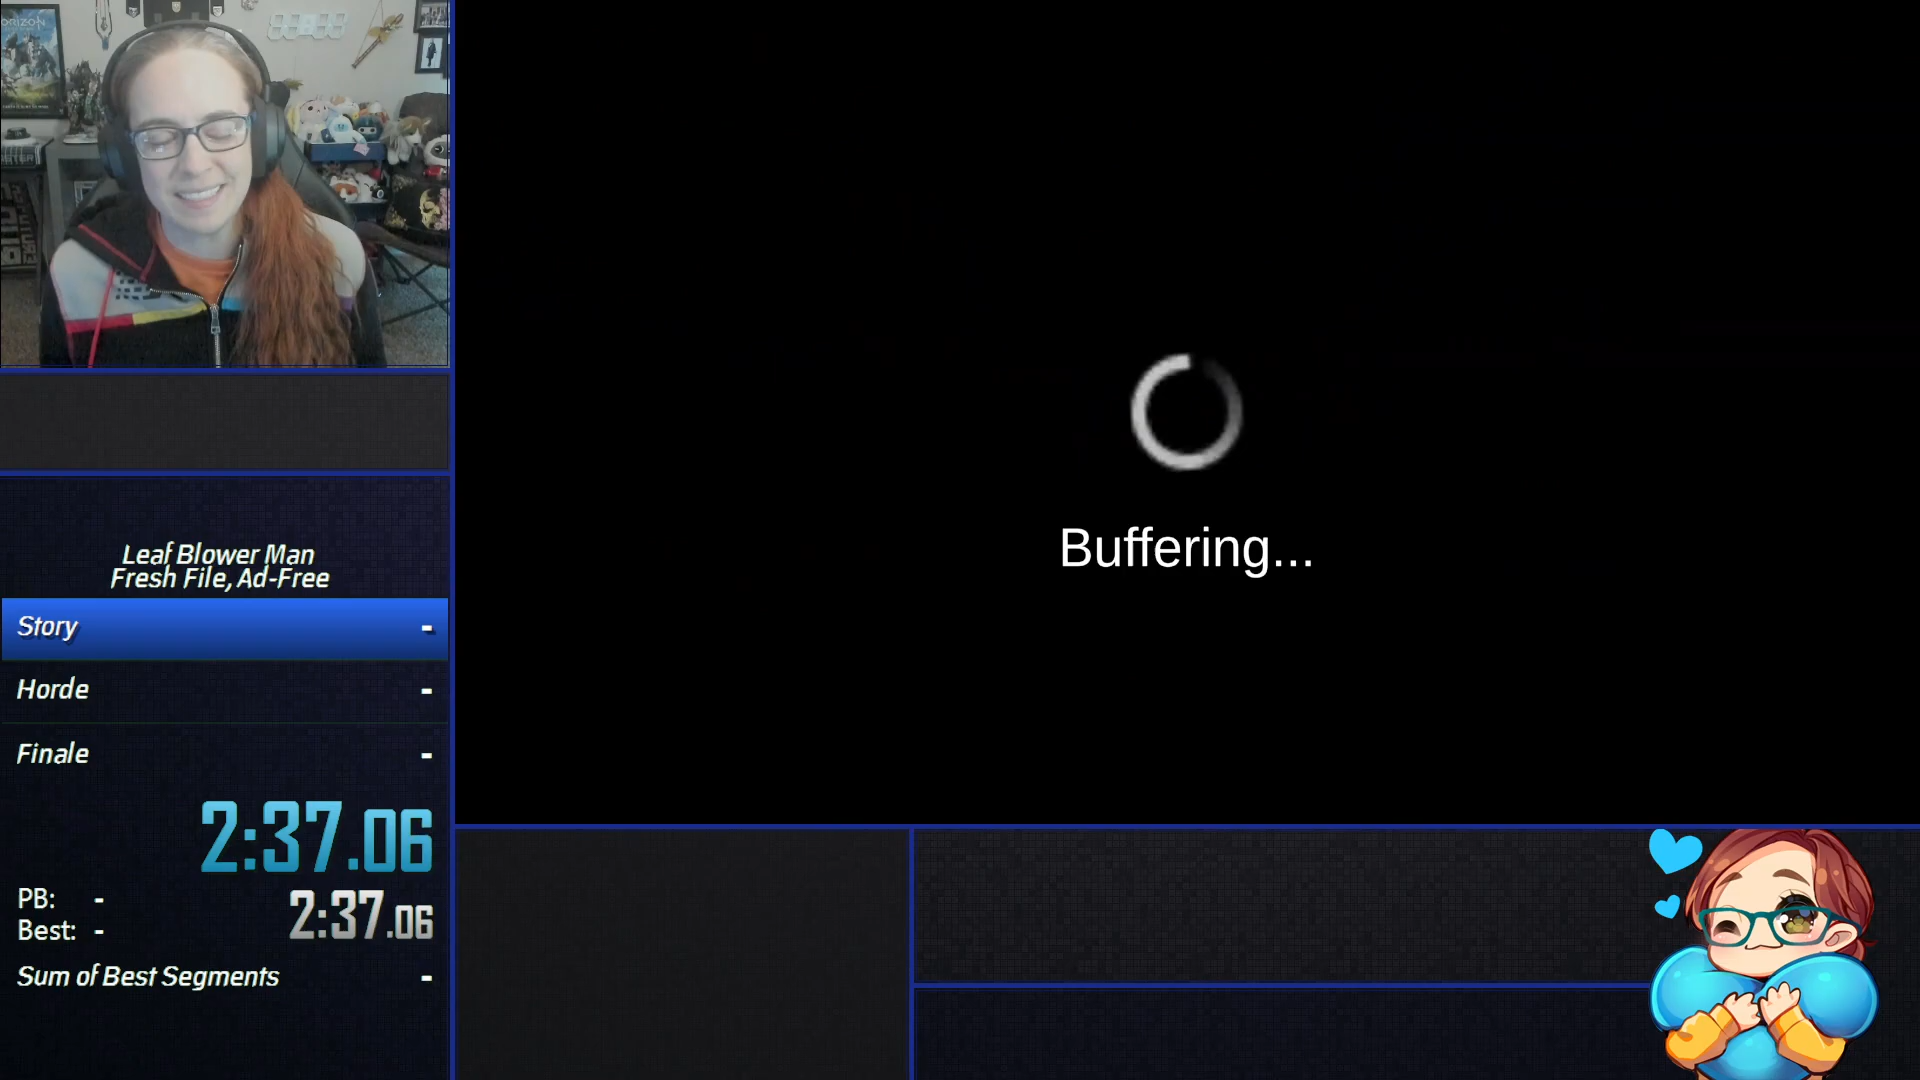 ORIZON
Buffering...
Leaf Blower Man
Fresh File, Ad-Free
Story -
Horde -
Finale -
2:37.06
PB: - 2:37.06
Best: -
Sum of Best Segments -